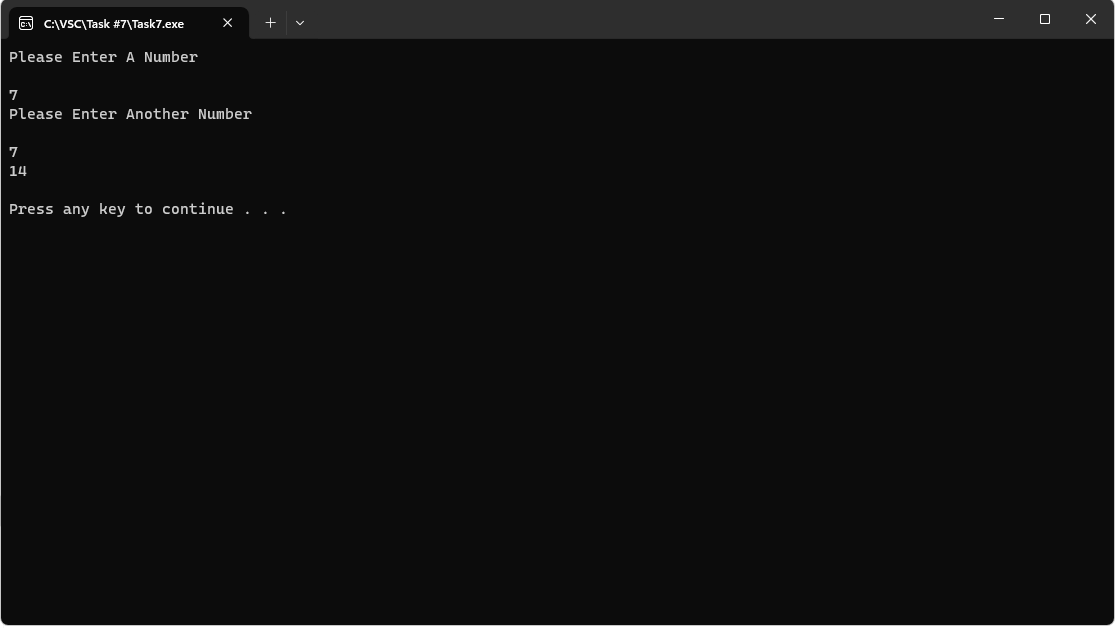 C:\VSC\Task #7\Task7.exe
Please Enter A Number
7
Please Enter Another Number
7
14
Press any key to continue . . .